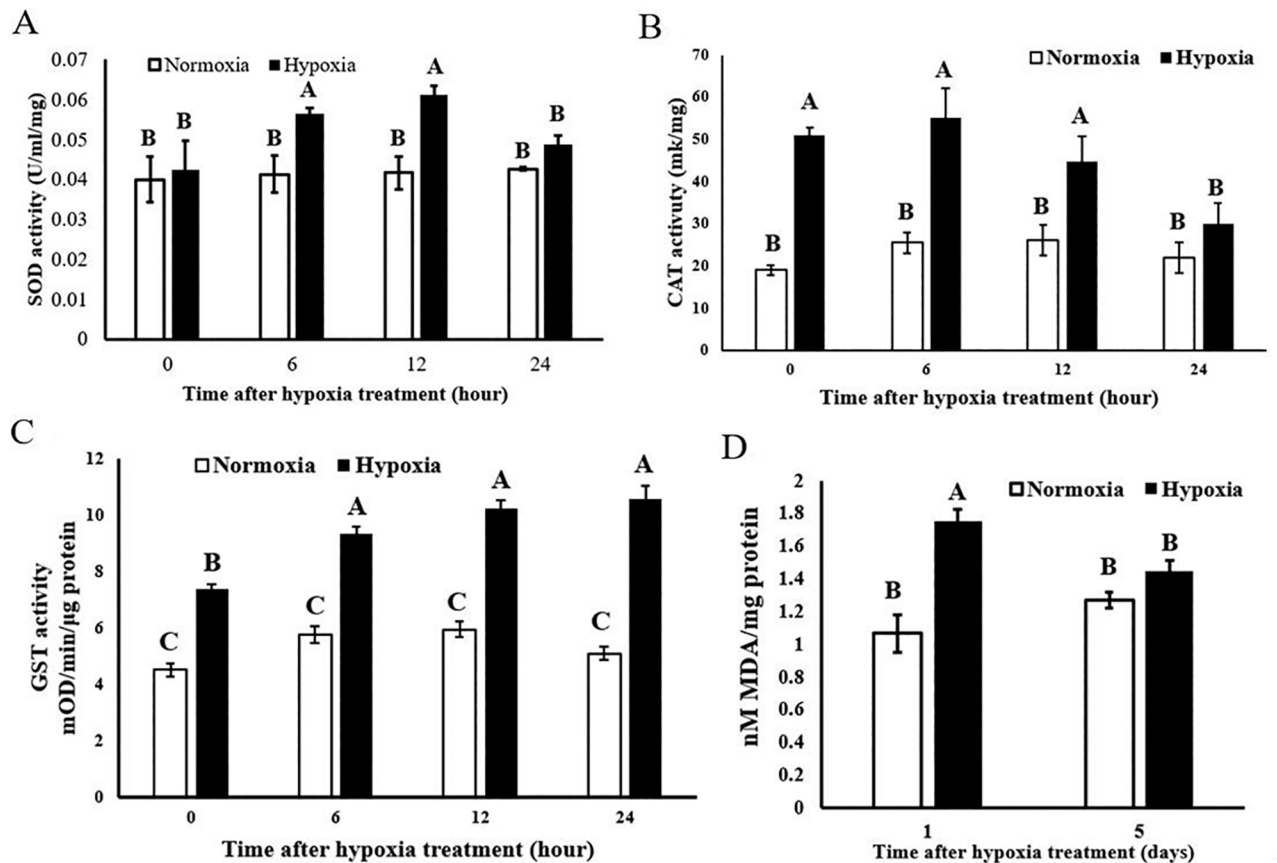 A
Normoxia Hypoxia
SOD activity (U/ml/mg)
0.07
0.06
0.05
0.04
0.03
0.02
0.01
0
B B
B A
B A
B B
0 6 12 24
Time after hypoxia treatment (hour)
B
Normoxia Hypoxia
CAT activuty (mk/mg)
70
60
50
40
30
20
10
0
B A
B A
B A
B B
0 6 12 24
Time after hypoxia treatment (hour)
C
Normoxia Hypoxia
GST activity
mOD/min/μg protein
12
10
8
6
4
2
0
C B
C A
C A
C A
0 6 12 24
Time after hypoxia treatment (hour)
D
Normoxia Hypoxia
nM MDA/mg protein
2
1.8
1.6
1.4
1.2
1
0.8
0.6
0.4
0.2
0
B A
B B
1 5
Time after hypoxia treatment (days)